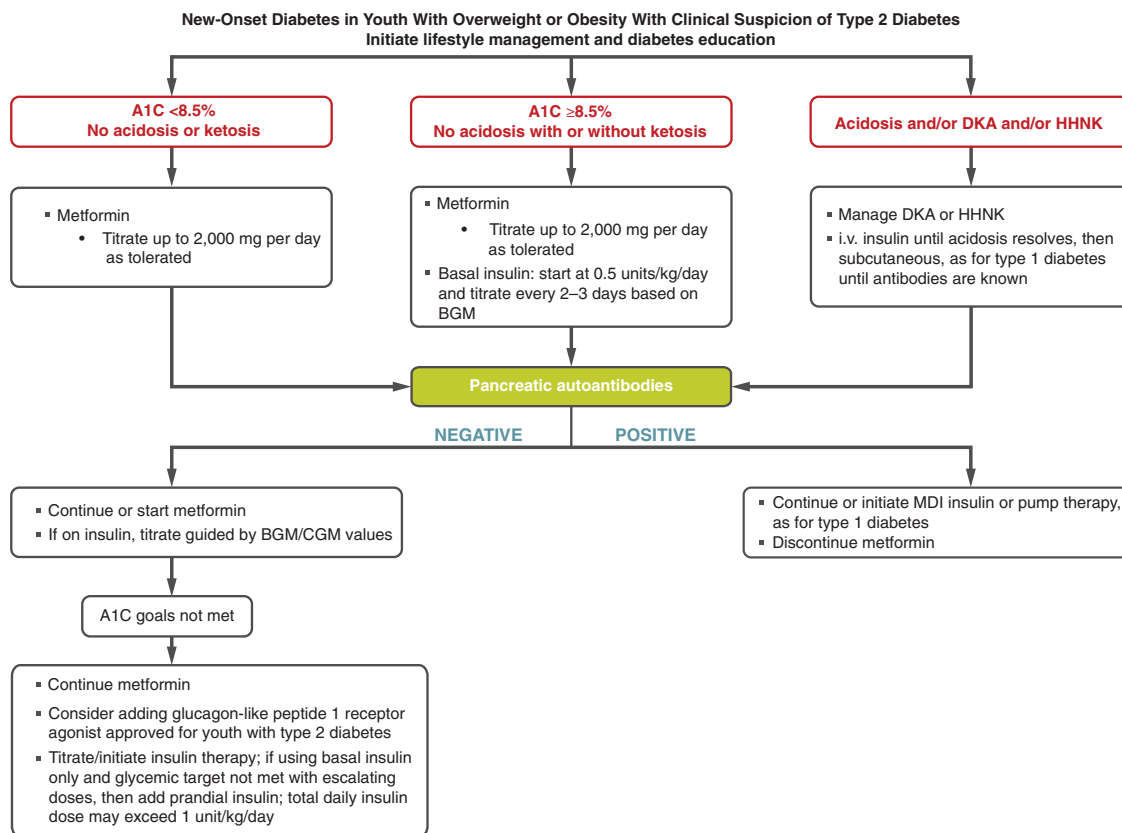 New-Onset Diabetes in Youth With Overweight or Obesity With Clinical Suspicion of Type 2 Diabetes
Initiate lifestyle management and diabetes education
A1C <8.5%
No acidosis or ketosis
A1C ≥8.5%
No acidosis with or without ketosis
Acidosis and/or DKA and/or HHNK
▪ Metformin
• Titrate up to 2,000 mg per day
as tolerated
▪ Metformin
• Titrate up to 2,000 mg per day
as tolerated
▪ Basal insulin: start at 0.5 units/kg/day
and titrate every 2–3 days based on
BGM
▪ Manage DKA or HHNK
▪ i.v. insulin until acidosis resolves, then
subcutaneous, as for type 1 diabetes
until antibodies are known
Pancreatic autoantibodies
NEGATIVE
POSITIVE
▪ Continue or start metformin
▪ If on insulin, titrate guided by BGM/CGM values
▪ Continue or initiate MDI insulin or pump therapy,
as for type 1 diabetes
▪ Discontinue metformin
A1C goals not met
▪ Continue metformin
▪ Consider adding glucagon-like peptide 1 receptor
agonist approved for youth with type 2 diabetes
▪ Titrate/initiate insulin therapy; if using basal insulin
only and glycemic target not met with escalating
doses, then add prandial insulin; total daily insulin
dose may exceed 1 unit/kg/day